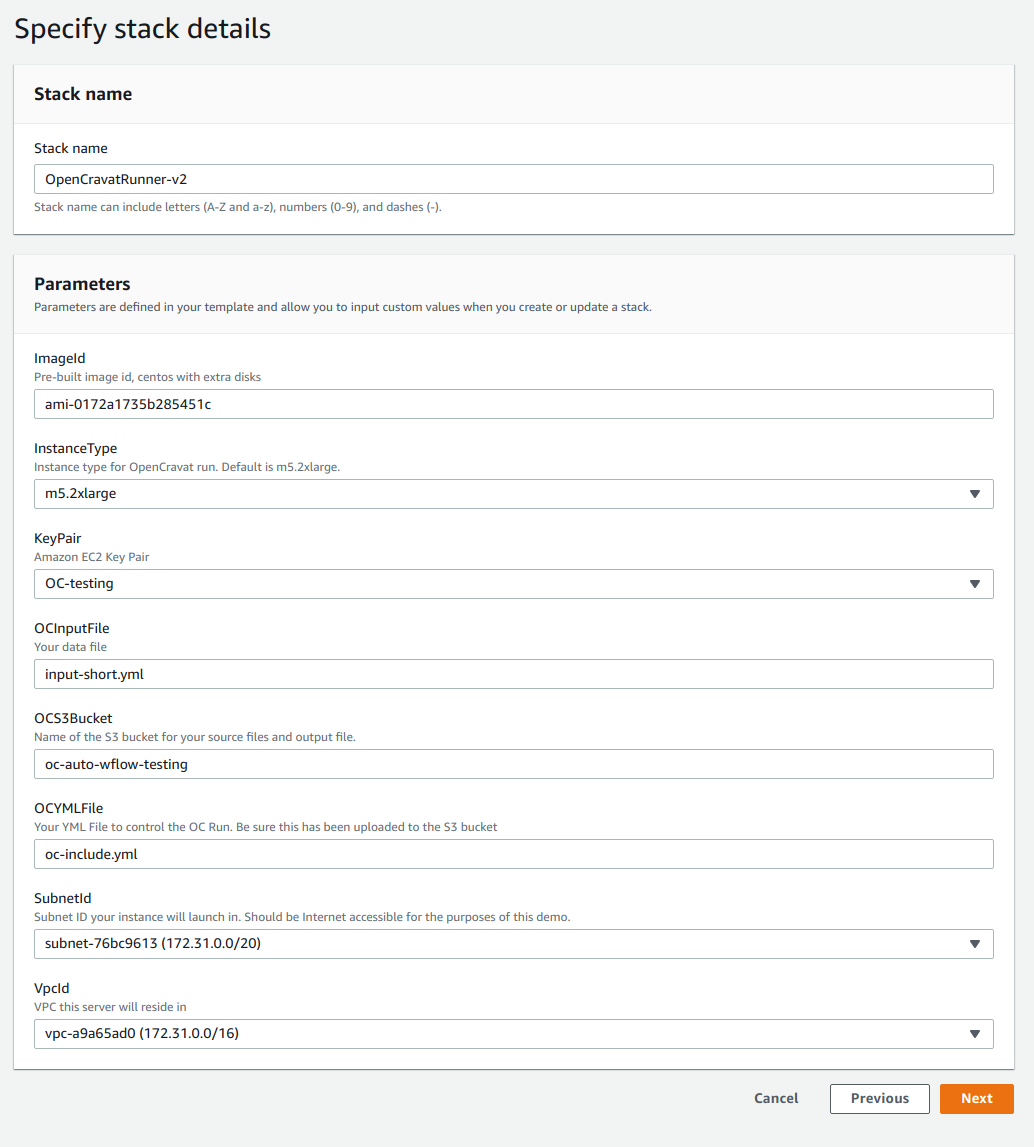 Specify stack details
Stack name
Stack name
OpenCravatRunner-v2
Stack name can include letters (A-Z and a-z), numbers (0-9), and dashes (-).
Parameters
Parameters are defined in your template and allow you to input custom values when you create or update a stack.
ImageId
Pre-built image id, centos with extra disks
ami-0172a1735b285451c
InstanceType
Instance type for OpenCravat run. Default is m5.2xlarge.
m5.2xlarge
KeyPair
Amazon EC2 Key Pair
OC-testing
OCInputFile
Your data file
input-short.yml
OCS3Bucket
Name of the S3 bucket for your source files and output file.
oc-auto-wflow-testing
OCYMLFile
Your YML File to control the OC Run. Be sure this has been uploaded to the S3 bucket
oc-include.yml
SubnetId
Subnet ID your instance will launch in. Should be Internet accessible for the purposes of this demo.
subnet-76bc9613 (172.31.0.0/20)
VpcId
VPC this server will reside in
vpc-a9a65ad0 (172.31.0.0/16)
Cancel Previous Next